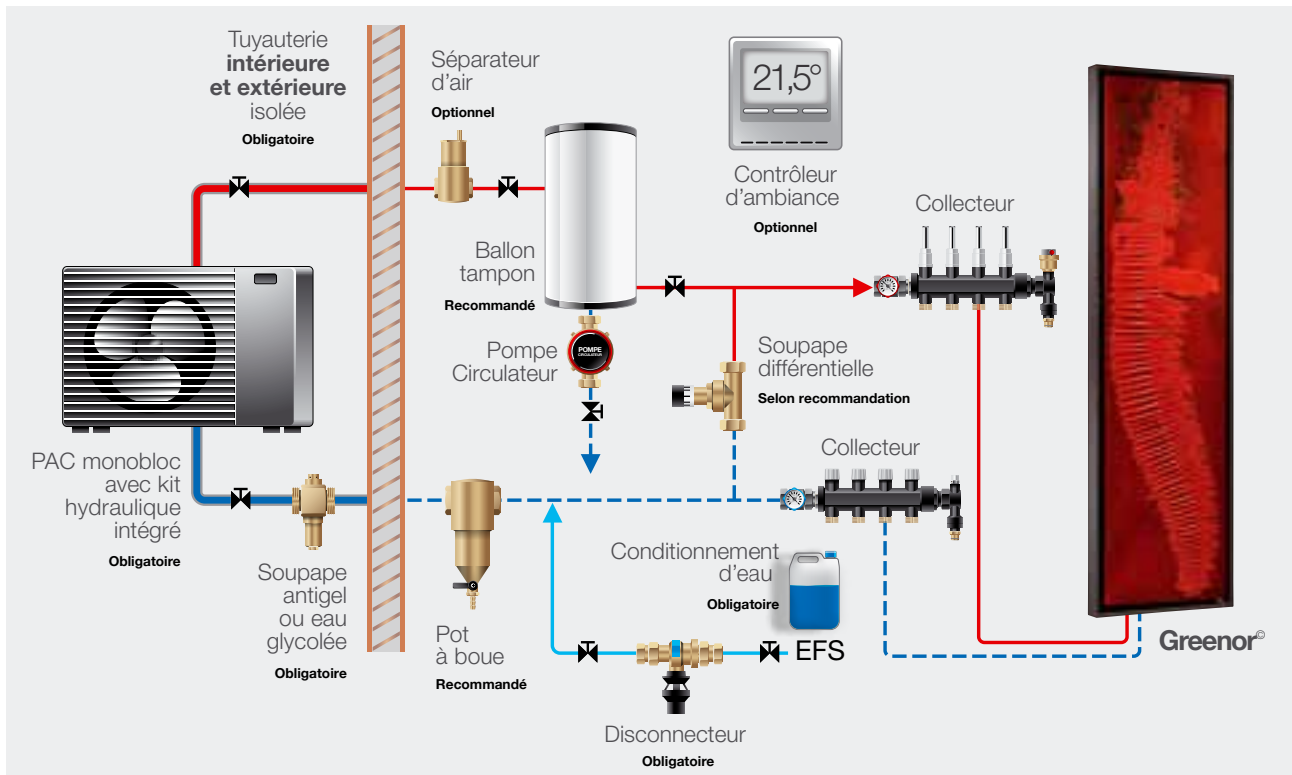 Tuyauterie
intérieure
et extérieure
isolée
Obligatoire
Séparateur
d'air
Optionnel
21,5°
Contrôleur
d'ambiance
Optionnel
Collecteur
Ballon
tampon
Recommandé
POMPE
CIRCULATEUR
Pompe
Circulateur
Soupape
différentielle
Selon recommandation
Collecteur
PAC monobloc
avec kit
hydraulique
intégré
Obligatoire
Soupape
antigel
ou eau
glycolée
Obligatoire
Pot
à boue
Recommandé
Conditionnement
d'eau
Obligatoire
EFS
Disconnecteur
Obligatoire
Greenor©